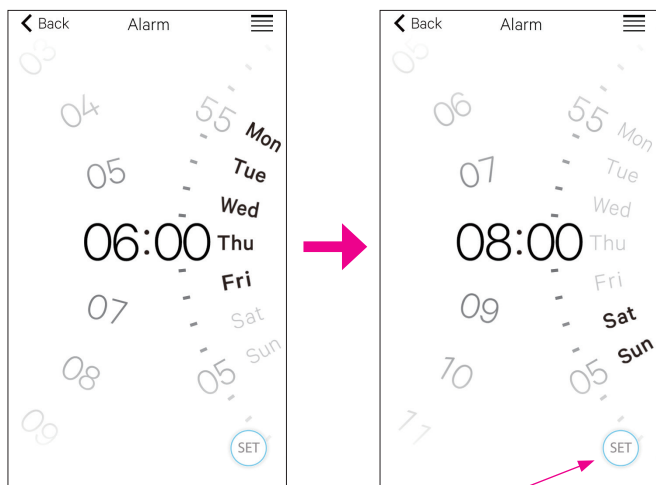 Back Alarm
03
04
55
Mon
05
Tue
Wed
06:00 Thu
Fri
07
Sat
Sun
08
05
09
SET
Back Alarm
05
06
55
Mon
07
Tue
Wed
08:00 Thu
Fri
09
Sat
Sun
10
05
11
SET